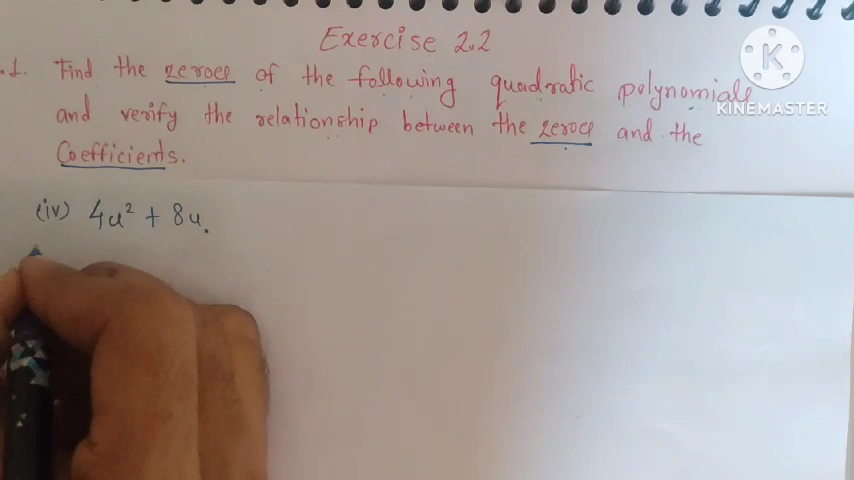 Exercise 2.2
.1. Find the zeroes of the following quadratic polynomials
and verify the relationship between the zeroes and the
Coefficients.
(iv) 4u² + 8u.
K
KINEMASTER